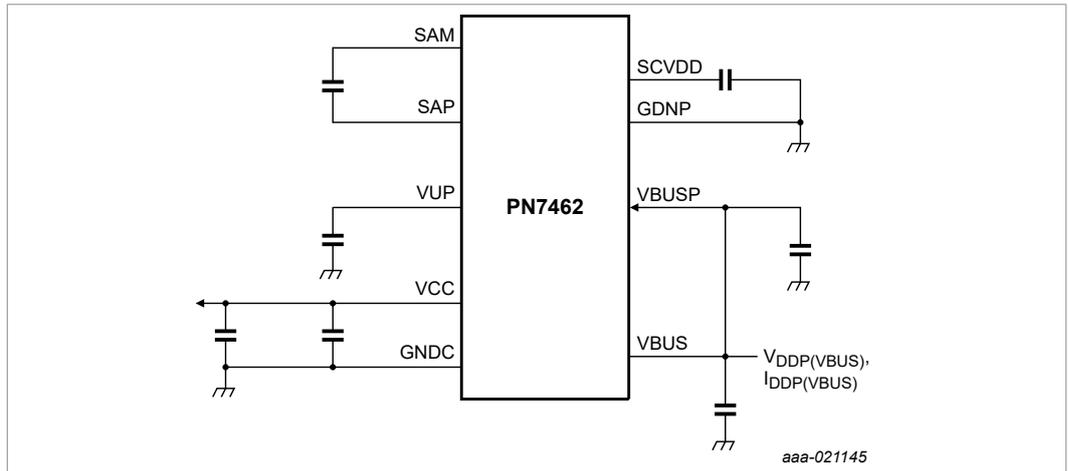 SAM
SAP
VUP
VCC
GNDC
PN7462
SCVDD
GDNP
VBUSP
VBUS
VDDP(VBUS),
IDDP(VBUS)
aaa-021145